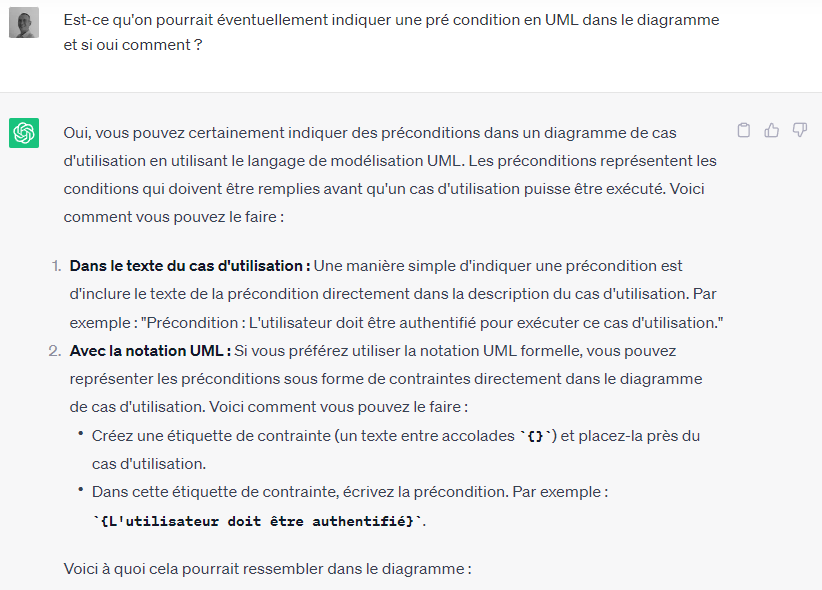 Est-ce qu'on pourrait éventuellement indiquer une pré condition en UML dans le diagramme
et si oui comment ?
Oui, vous pouvez certainement indiquer des préconditions dans un diagramme de cas
d'utilisation en utilisant le langage de modélisation UML. Les préconditions représentent les
conditions qui doivent être remplies avant qu'un cas d'utilisation puisse être exécuté. Voici
comment vous pouvez le faire :
1. Dans le texte du cas d'utilisation : Une manière simple d'indiquer une précondition est
d'inclure le texte de la précondition directement dans la description du cas d'utilisation. Par
exemple : "Précondition : L'utilisateur doit être authentifié pour exécuter ce cas d'utilisation."
2. Avec la notation UML : Si vous préférez utiliser la notation UML formelle, vous pouvez
représenter les préconditions sous forme de contraintes directement dans le diagramme
de cas d'utilisation. Voici comment vous pouvez le faire :
• Créez une étiquette de contrainte (un texte entre accolades `{}`) et placez-la près du
cas d'utilisation.
• Dans cette étiquette de contrainte, écrivez la précondition. Par exemple :
`{L'utilisateur doit être authentifié}`.
Voici à quoi cela pourrait ressembler dans le diagramme :